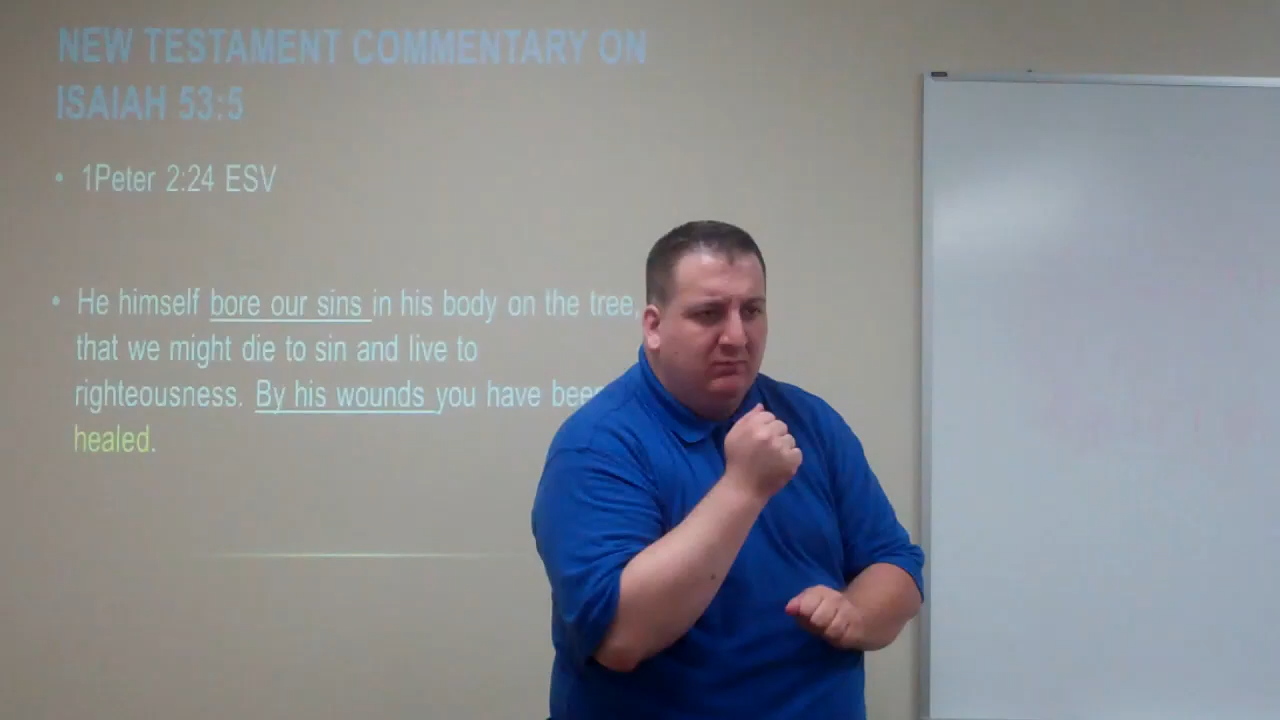 NEW TESTAMENT COMMENTARY ON
ISAIAH 53:5
• 1Peter 2:24 ESV
• He himself bore our sins in his body on the tree,
that we might die to sin and live to
righteousness. By his wounds you have been
healed.